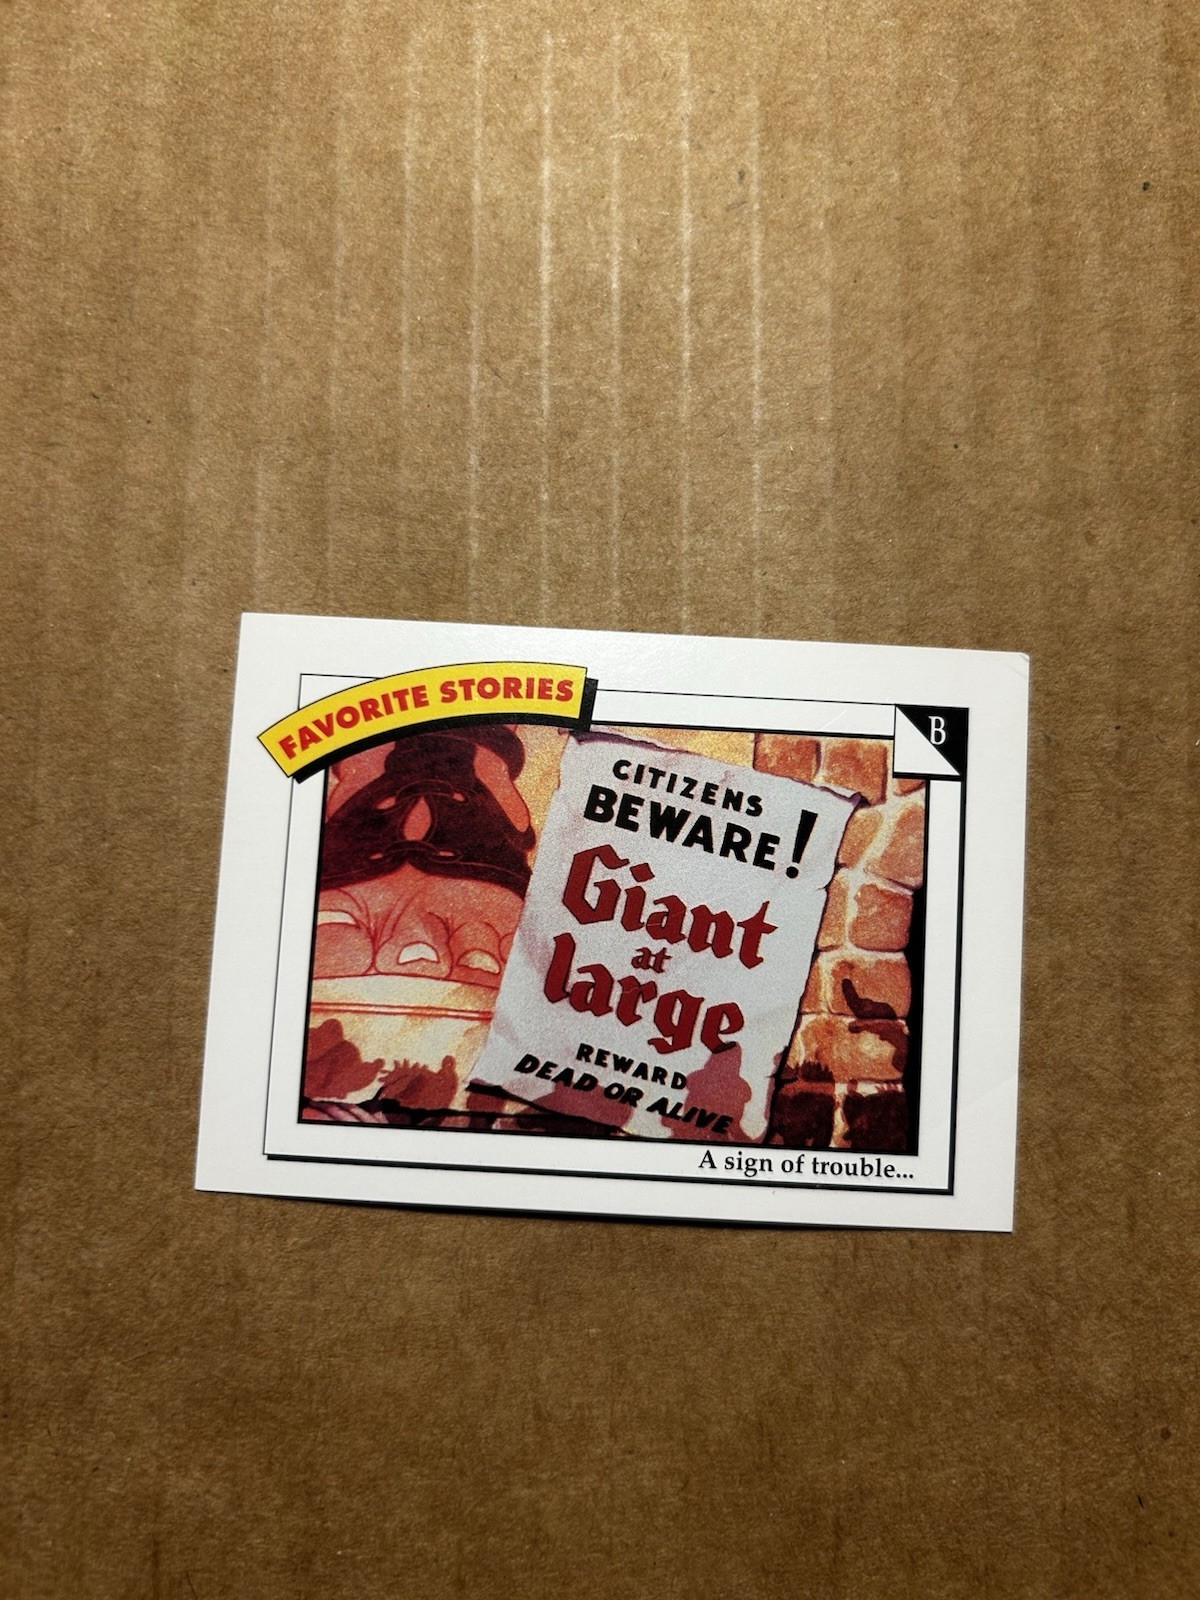 FAVORITE STORIES
B
CITIZENS
BEWARE!
Giant
at
large
REWARD
DEAD OR ALIVE
A sign of trouble...